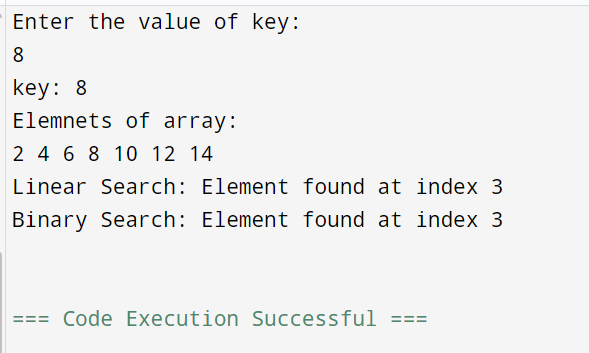 Enter the value of key:
8
key: 8
Elemnets of array:
2 4 6 8 10 12 14
Linear Search: Element found at index 3
Binary Search: Element found at index 3
=== Code Execution Successful ===